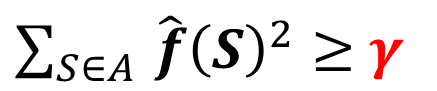 ∑_{S∈A} f̂(S)² ≥ γ